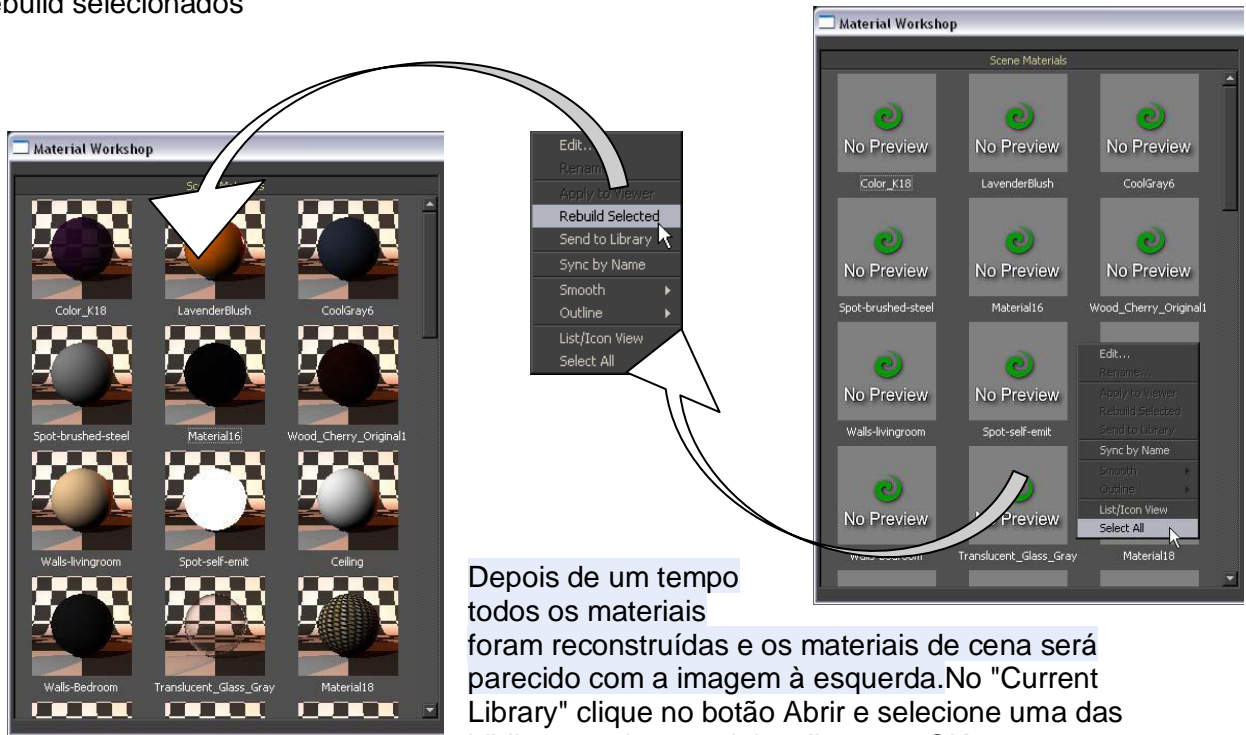 selecionados
Material Workshop
Scene Materials
No Preview No Preview No Preview
Color_K18 LavenderBlush CoolGray6
No Preview No Preview No Preview
Spot-brushed-steel Material16 Wood_Cherry_Original1
No Preview No Preview
Walls-livingroom Spot-self-emit
No Preview No Preview
Walls-Bedroom Translucent_Glass_Gray Material18
Edit...
Rename...
Apply to Viewer
Rebuild Selected
Send to Library
Sync by Name
Smooth
Outline
List/Icon View
Select All
Edit...
Rename
Apply to Viewer
Rebuild Selected
Send to Library
Sync by Name
Smooth
Outline
List/Icon View
Select All
Material Workshop
Color_K18 LavenderBlush CoolGray6
Spot-brushed-steel Material16 Wood_Cherry_Original1
Walls-livingroom Spot-self-emit Ceiling
Walls-Bedroom Translucent_Glass_Gray Material18
Depois de um tempo
todos os materiais
foram reconstruídas e os materiais de cena será
parecido com a imagem à esquerda.No "Current
Library" clique no botão Abrir e selecione uma das